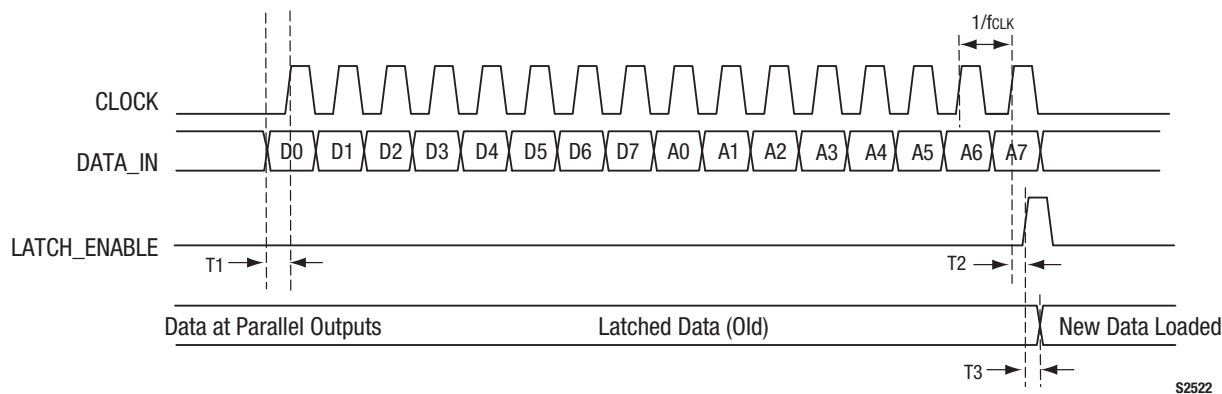 1/fCLK
CLOCK
DATA_IN
D0 D1 D2 D3 D4 D5 D6 D7 A0 A1 A2 A3 A4 A5 A6 A7
LATCH_ENABLE
T1
T2
Data at Parallel Outputs
Latched Data (Old)
New Data Loaded
T3
S2522